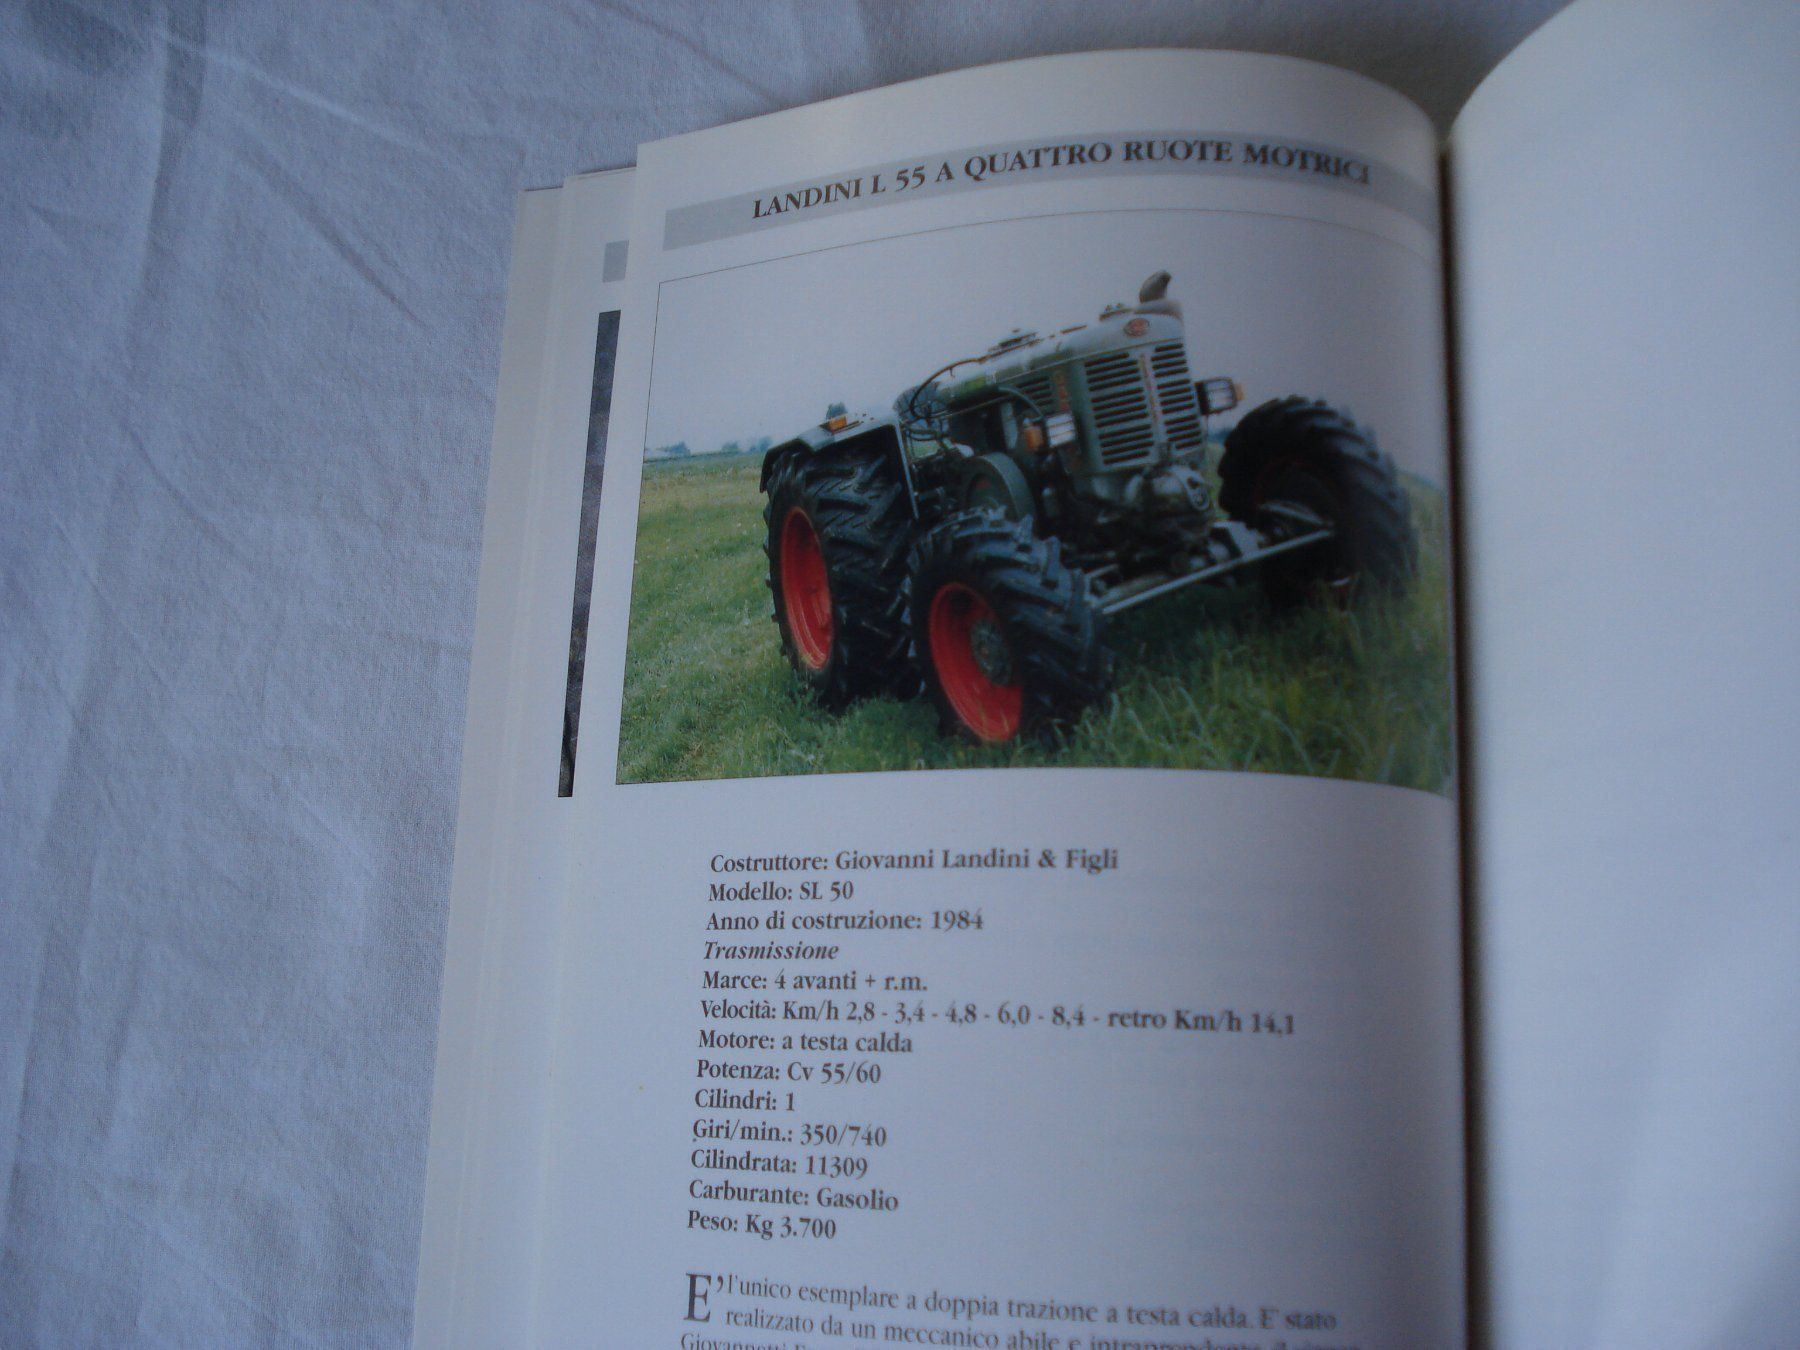 LANDINI L 55 A QUATTRO RUOTE MOTRICI
Costruttore: Giovanni Landini & Figli
Modello: SL 50
Anno di costruzione: 1984
Trasmissione
Marce: 4 avanti + r.m.
Velocità: Km/h 2,8 - 3,4 - 4,8 - 6,0 - 8,4 - retro Km/h 14,1
Motore: a testa calda
Potenza: Cv 55/60
Cilindri: 1
Giri/min.: 350/740
Cilindrata: 11309
Carburante: Gasolio
Peso: Kg 3.700
E' l'unico esemplare a doppia trazione a testa calda. E' stato
realizzato da un meccanico abile e intraprendente